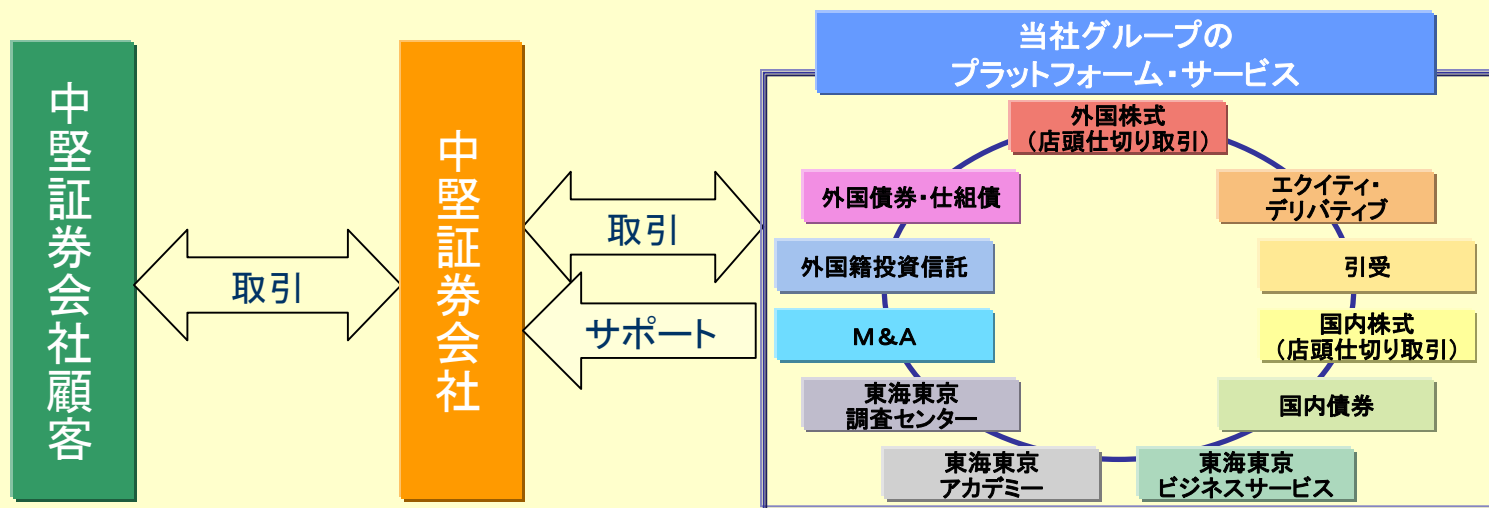 中堅証券会社顧客
取引
中堅証券会社
取引
サポート
当社グループの
プラットフォーム・サービス
外国株式
（店頭仕切り取引）
エクイティ・
デリバティブ
引受
国内株式
（店頭仕切り取引）
国内債券
東海東京
ビジネスサービス
東海東京
アカデミー
東海東京
調査センター
M＆A
外国籍投資信託
外国債券・仕組債